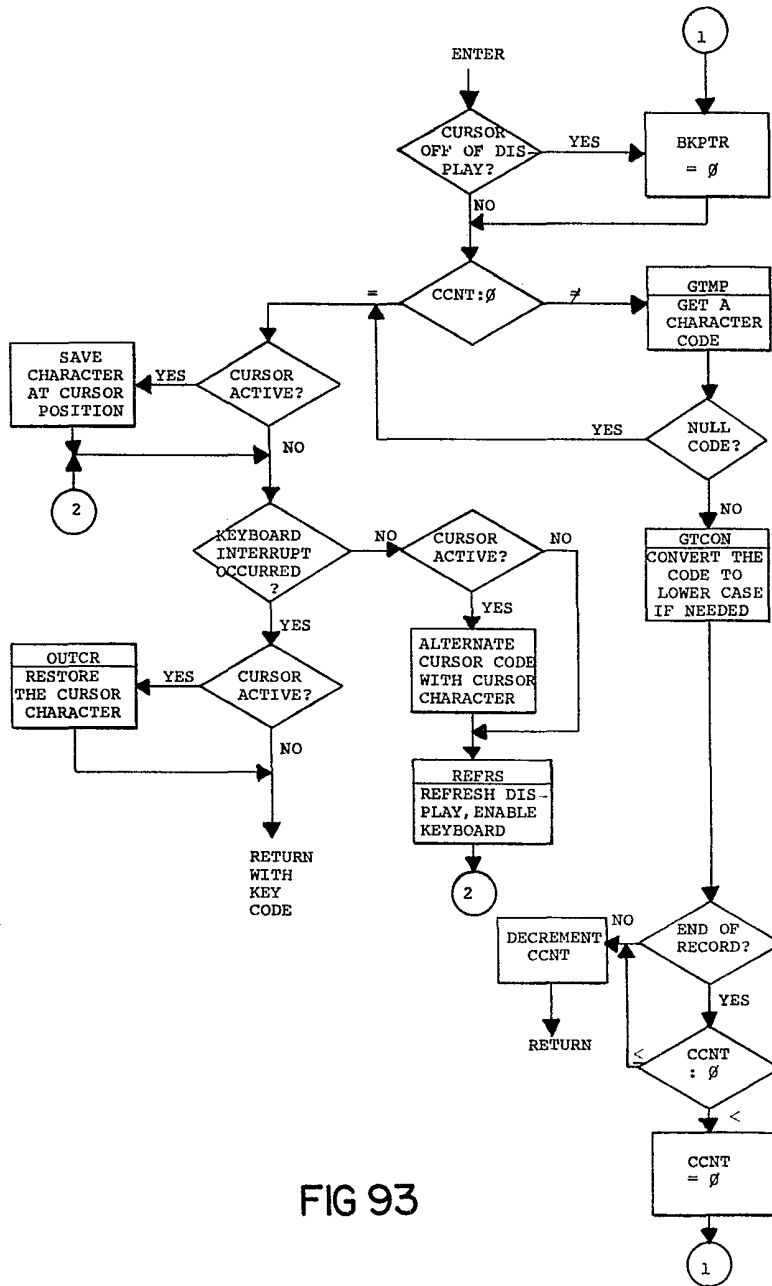 1
ENTER
CURSOR
OFF OF DIS-
PLAY?
YES
BKPTR
= Ø
NO
CCNT:Ø
=
≠
GTMP
GET A
CHARACTER
CODE
SAVE
CHARACTER
AT CURSOR
POSITION
YES
CURSOR
ACTIVE?
NO
YES
NULL
CODE?
NO
2
KEYBOARD
INTERRUPT
OCCURRED
?
NO
CURSOR
ACTIVE?
NO
GTCON
CONVERT THE
CODE TO
LOWER CASE
IF NEEDED
YES
YES
OUTCR
RESTORE
THE CURSOR
CHARACTER
YES
CURSOR
ACTIVE?
NO
ALTERNATE
CURSOR CODE
WITH CURSOR
CHARACTER
REFRS
REFRESH DIS-
PLAY, ENABLE
KEYBOARD
RETURN
WITH
KEY
CODE
2
DECREMENT
CCNT
NO
END OF
RECORD?
YES
RETURN
≤
CCNT
: Ø
<
CCNT
= Ø
1
FIG 93